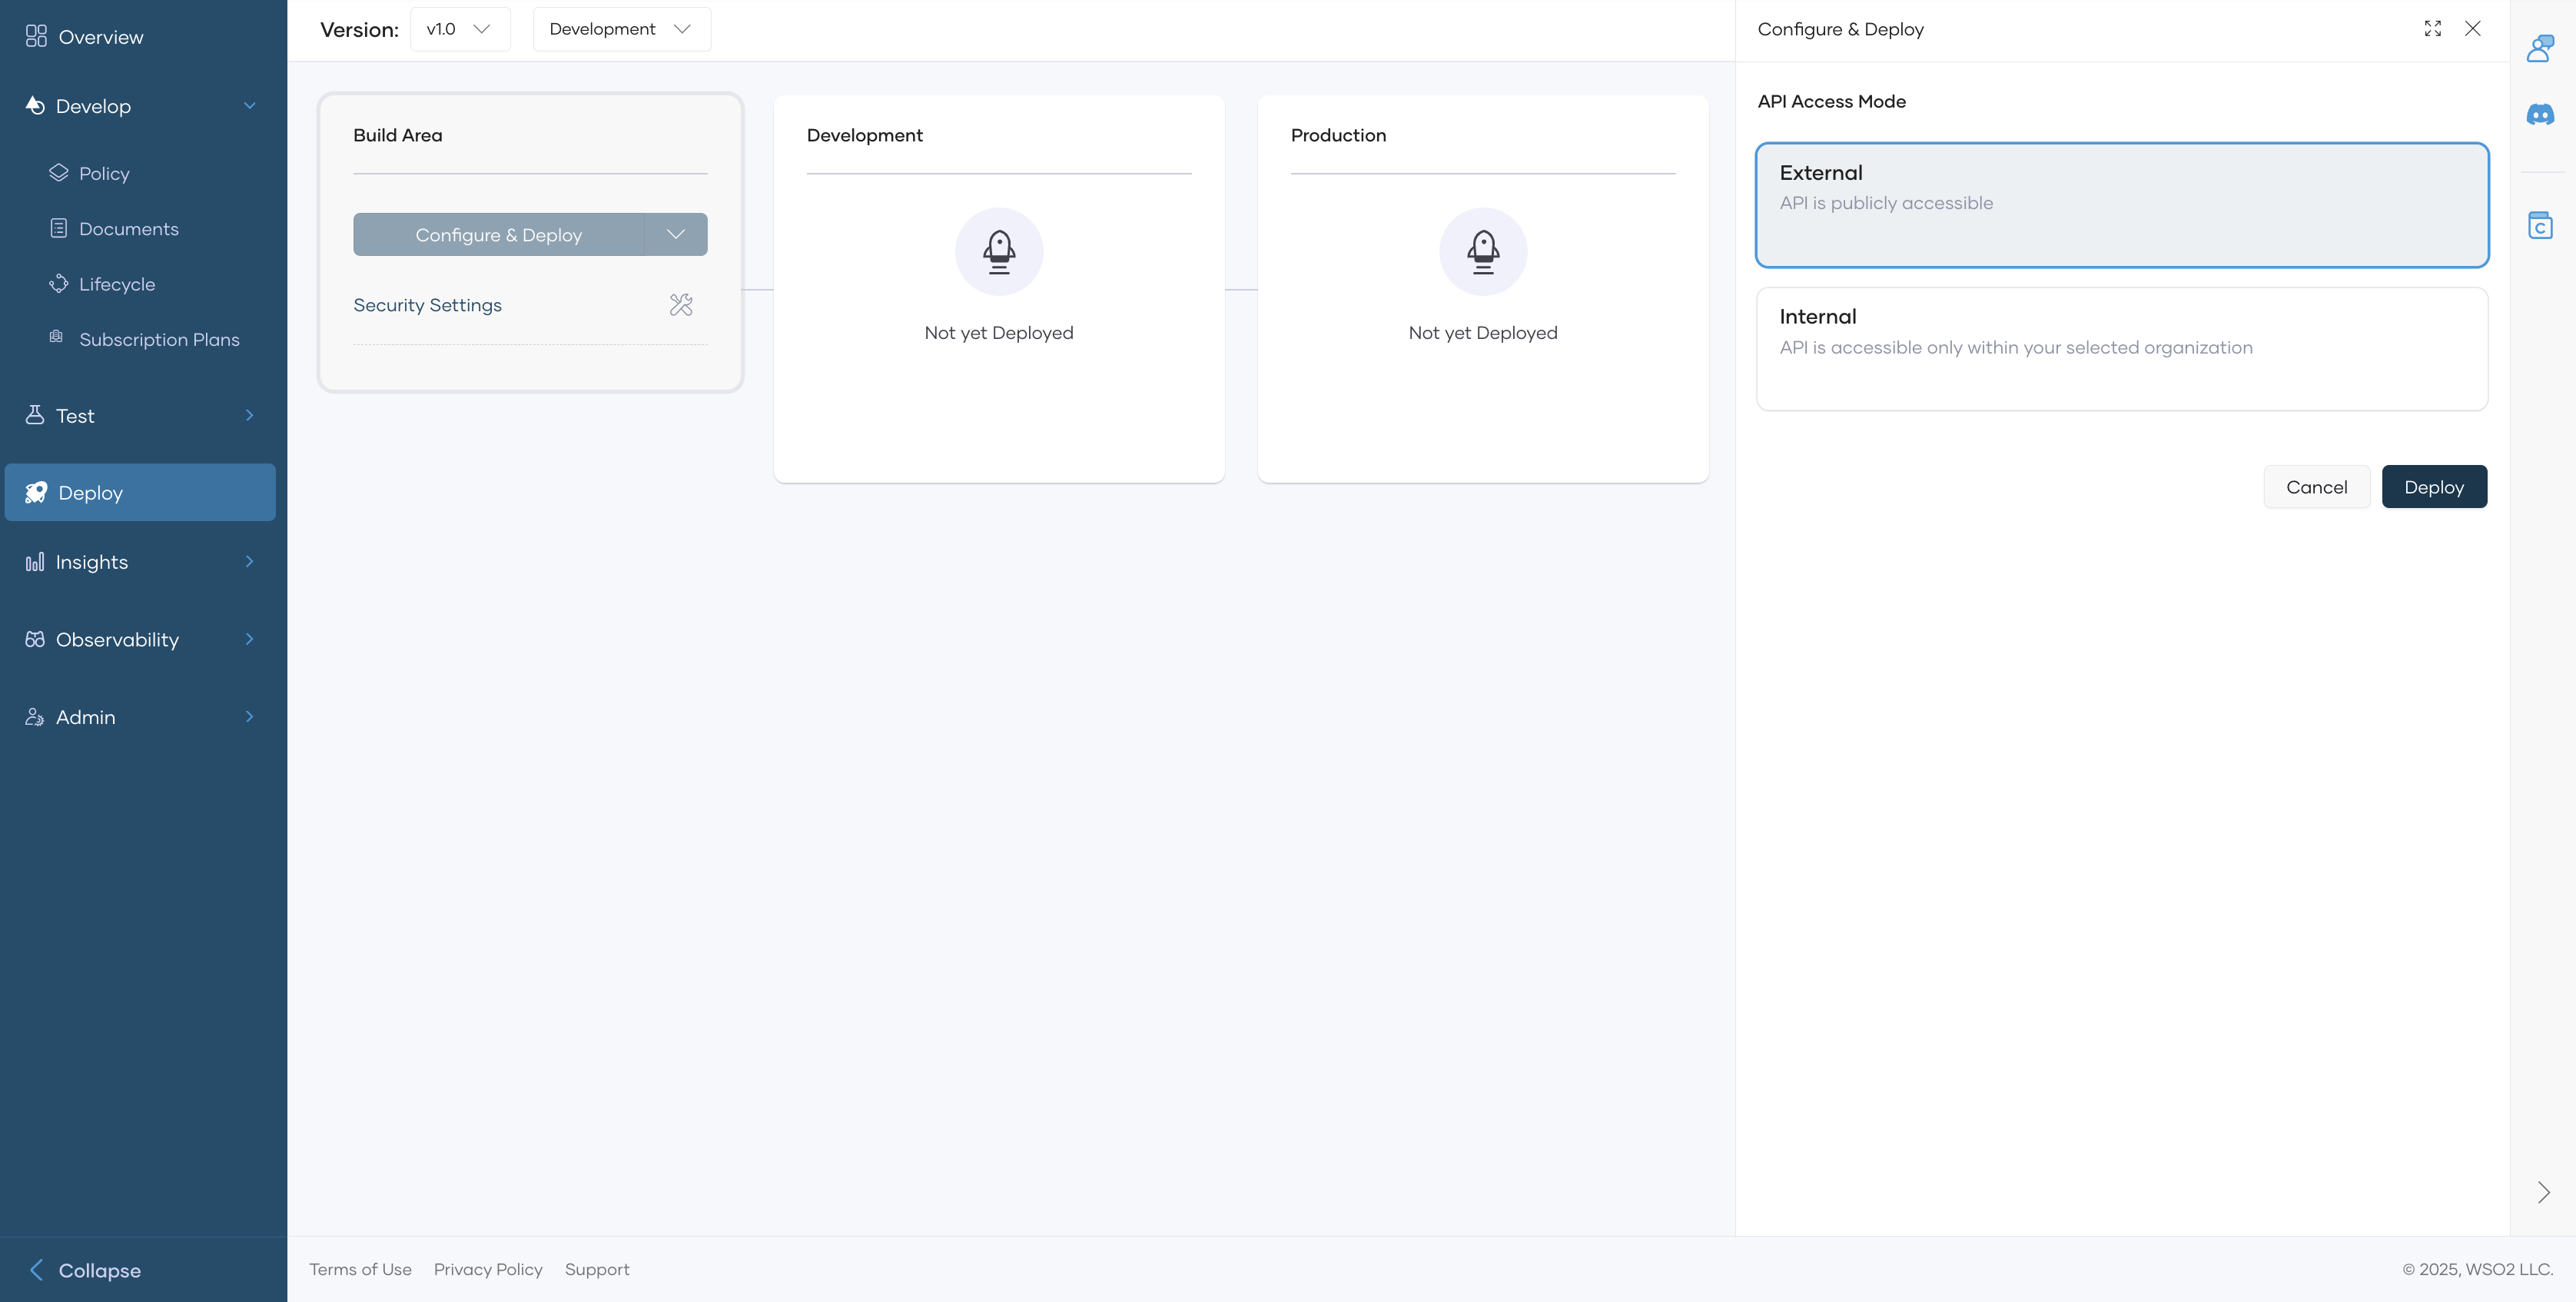 Overview
Develop
Policy
Documents
Lifecycle
Subscription Plans
Test
Deploy
Insights
Observability
Admin
Collapse
Version: v1.0 Development
Build Area
Configure & Deploy
Security Settings
Development
Not yet Deployed
Production
Not yet Deployed
Configure & Deploy
API Access Mode
External
API is publicly accessible
Internal
API is accessible only within your selected organization
Cancel Deploy
C
Terms of Use Privacy Policy Support
© 2025, WSO2 LLC.